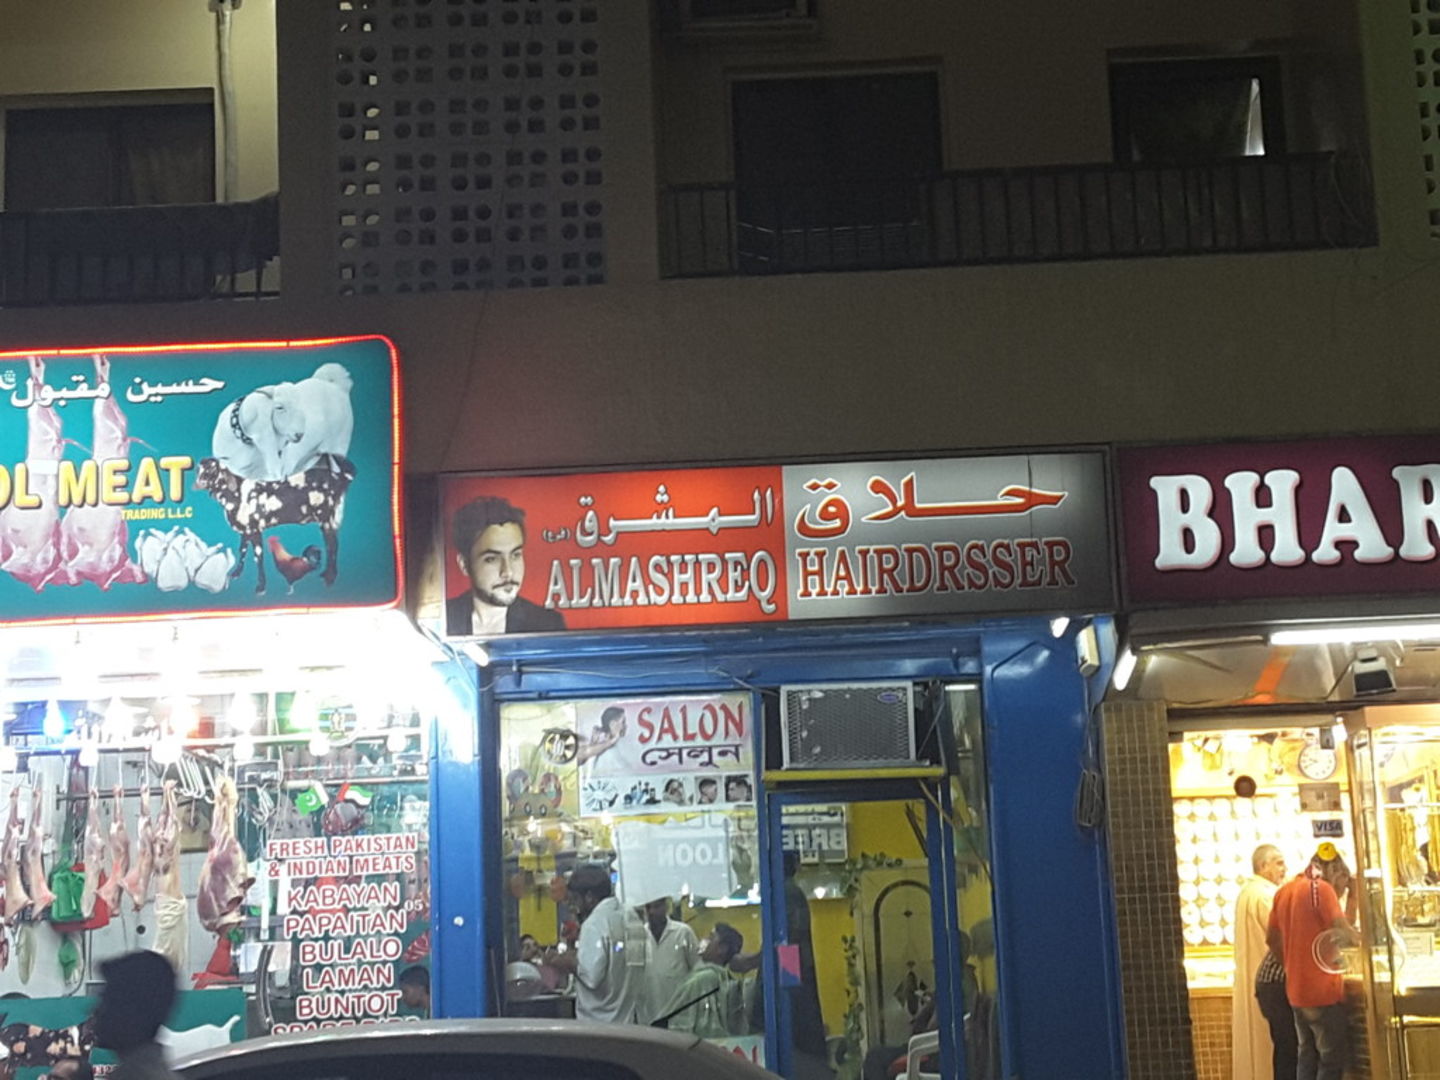 حسين مقبول
OL MEAT
TRADING L.L.C
FRESH PAKISTAN
& INDIAN MEATS
KABAYAN
PAPAITAN
BULALO
LAMAN
BUNTOT
المشرق (فرع)
ALMASHREQ
حلاق
HAIRDRSSER
SALON
সেলুন
BHAR
VISA